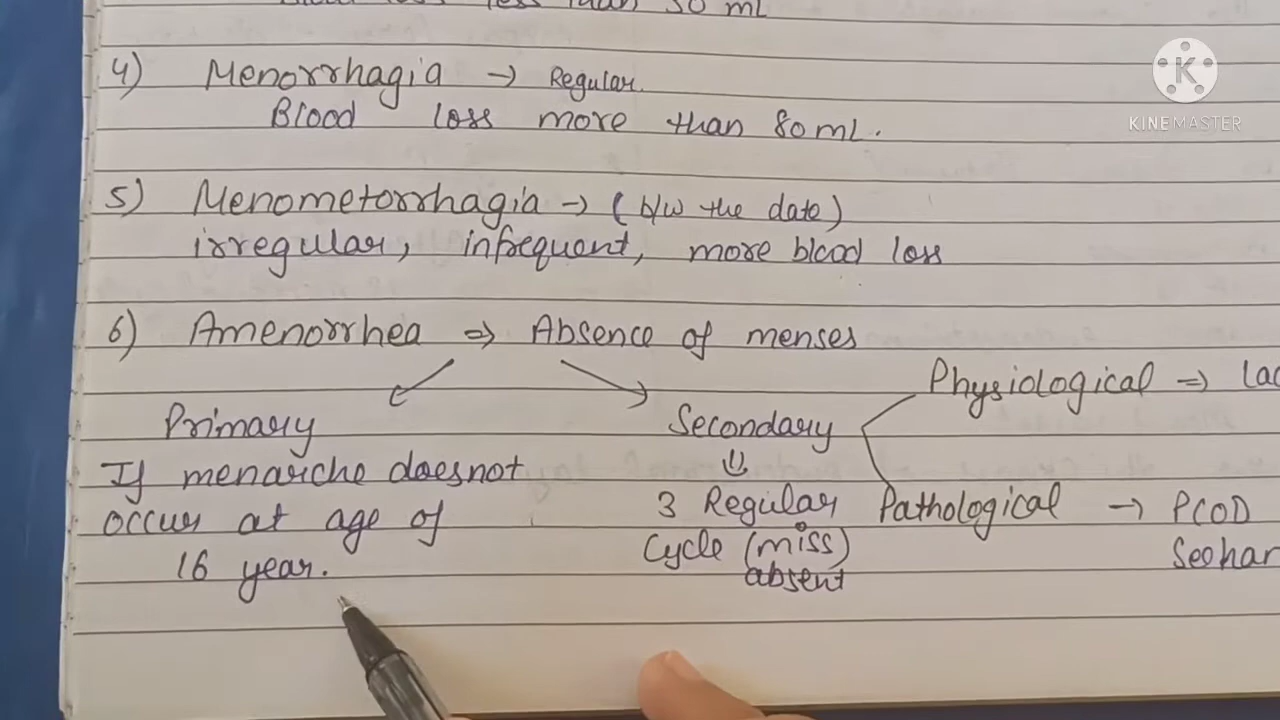 4) Menorrhagia → Regular.
Blood loss more than 80 ml.
5) Menometorrhagia → (b/w the date)
irregular, infrequent, more blood loss
6) Amenorrhea ⇒ Absence of menses
Physiological ⇒
Primary
Secondary
If menarche doesnot
occur at age of
16 year.
3 Regular
Cycle (miss)
absent
Pathological → PCOD
KINEMASTER